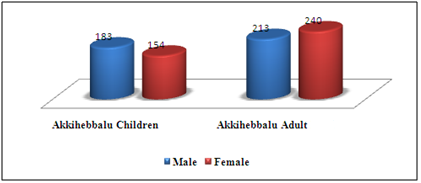 183
154
213
240
Akkihebbalu Children
Akkihebbalu Adult
Male
Female